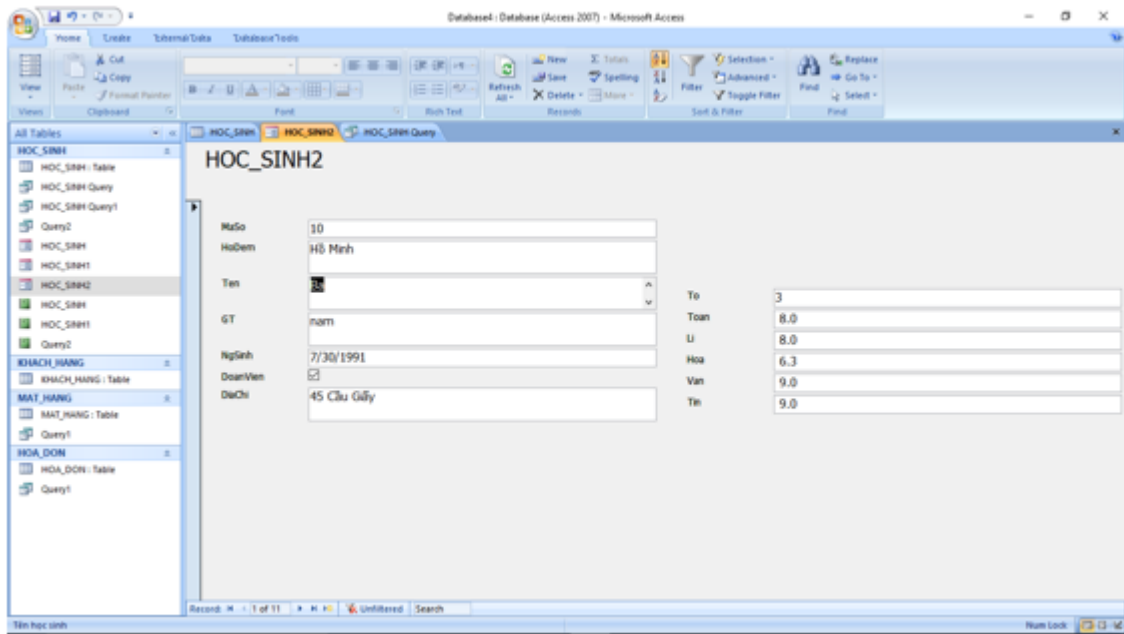 Database4 : Database (Access 2007) - Microsoft Access
Home Create External Data Database Tools
View Paste Cut Copy Format Painter
Refresh All New Save Delete Totals Spelling More
Filter Selection Advanced Toggle Filter
Find Replace Go To Select
Views Clipboard Font Rich Text Records Sort & Filter Find
All Tables
HOC_SINH HOC_SINH2 HOC_SINH Query
HOC_SINH
HOC_SINH : Table
HOC_SINH Query
HOC_SINH Query1
Query2
HOC_SINH
HOC_SINH1
HOC_SINH2
HOC_SINH
HOC_SINH1
Query2
KHACH_HANG
KHACH_HANG : Table
MAT_HANG
MAT_HANG : Table
Query1
HOA_DON
HOA_DON : Table
Query1
HOC_SINH2
MaSo 10
HoDem Hồ Minh
Ten
GT nam
NgSinh 7/30/1991
DoanVien
DiaChi 45 Cầu Giấy
To 3
Toan 8.0
Li 8.0
Hoa 6.3
Van 9.0
Tin 9.0
Record: 1 of 11 Unfiltered Search
Tên học sinh Num Lock